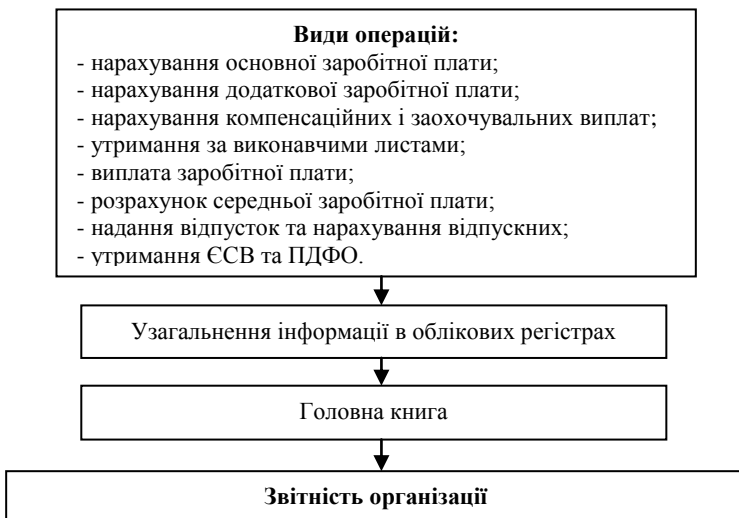 Види операцій:
- нарахування основної заробітної плати;
- нарахування додаткової заробітної плати;
- нарахування компенсаційних і заохочувальних виплат;
- утримання за виконавчими листами;
- виплата заробітної плати;
- розрахунок середньої заробітної плати;
- надання відпусток та нарахування відпускних;
- утримання ЄСВ та ПДФО.
Узагальнення інформації в облікових регістрах
Головна книга
Звітність організації